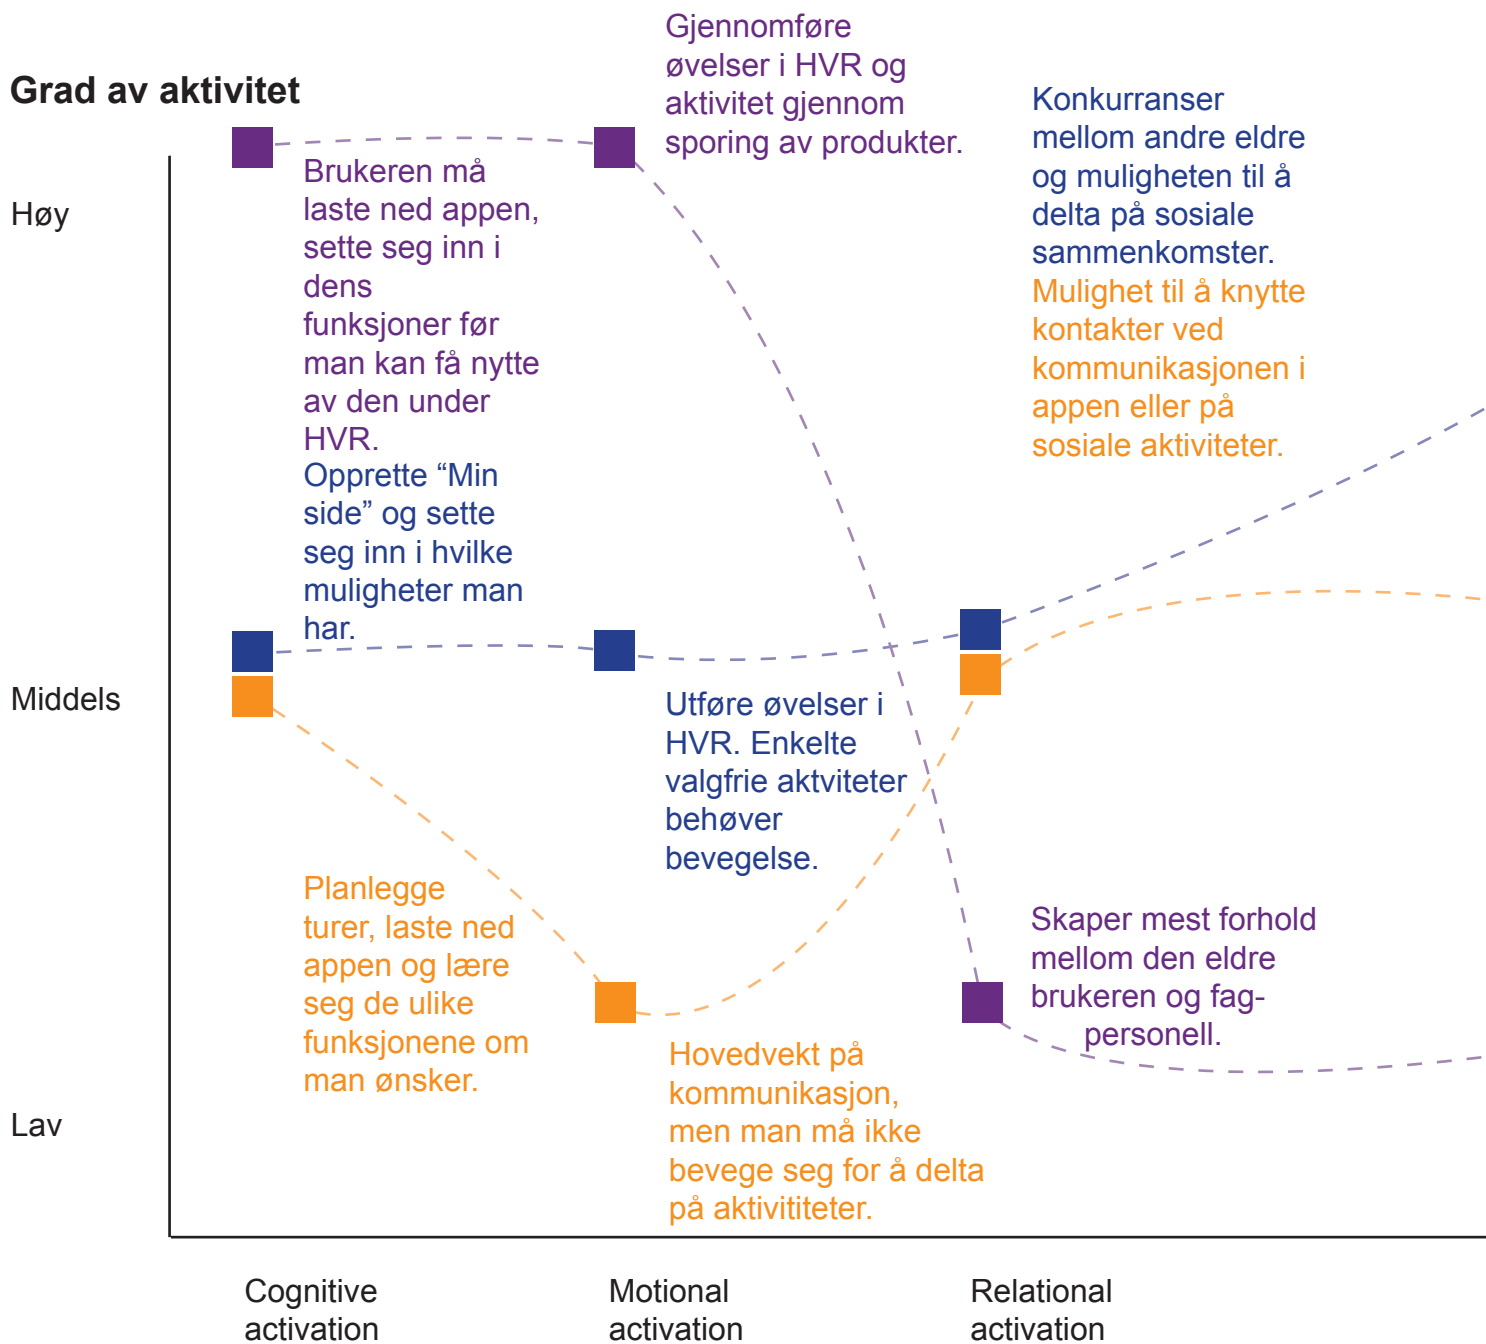 Grad av aktivitet
Høy
Middels
Lav
Brukeren må
laste ned appen,
sette seg inn i
dens
funksjoner før
man kan få nytte
av den under
HVR.
Opprette “Min
side” og sette
seg inn i hvilke
muligheter man
har.
Planlegge
turer, laste ned
appen og lære
seg de ulike
funksjonene om
man ønsker.
Gjennomføre
øvelser i HVR og
aktivitet gjennom
sporing av produkter.
Utføre øvelser i
HVR. Enkelte
valgfrie aktviteter
behøver
bevegelse.
Hovedvekt på
kommunikasjon,
men man må ikke
bevege seg for å delta
på aktivititeter.
Konkurranser
mellom andre eldre
og muligheten til å
delta på sosiale
sammenkomster.
Mulighet til å knytte
kontakter ved
kommunikasjonen i
appen eller på
sosiale aktiviteter.
Skaper mest forhold
mellom den eldre
brukeren og fag-
personell.
Cognitive
activation
Motional
activation
Relational
activation